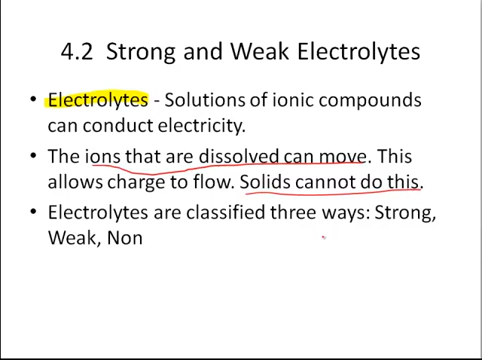 4.2  Strong and Weak Electrolytes
• Electrolytes - Solutions of ionic compounds
can conduct electricity.
• The ions that are dissolved can move. This
allows charge to flow. Solids cannot do this.
• Electrolytes are classified three ways: Strong,
Weak, Non